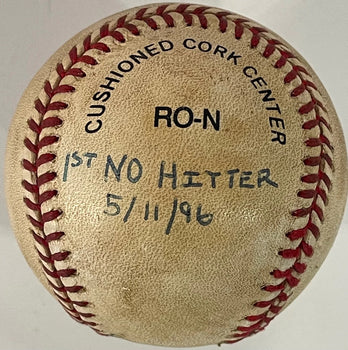 CUSHIONED CORK CENTER
RO-N
1ST NO HITTER
5/11/96